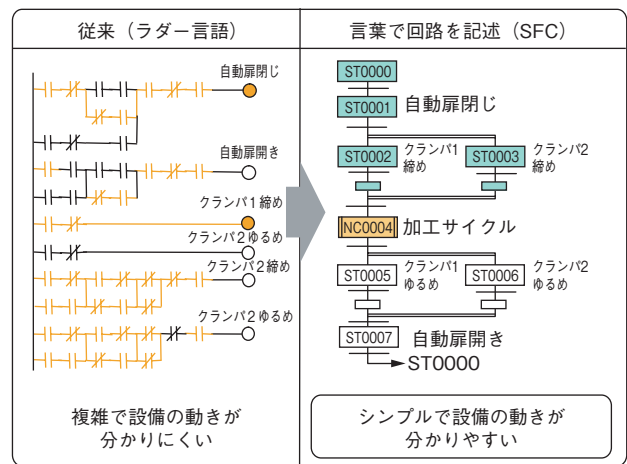 従来（ラダー言語）
自動扉閉じ
自動扉開き
クランパ1 締め
クランパ2 ゆるめ
クランパ2 締め
クランパ2 ゆるめ
複雑で設備の動きが
分かりにくい
言葉で回路を記述（SFC）
ST0000
ST0001 自動扉閉じ
ST0002 クランパ1
締め
ST0003 クランパ2
締め
NC0004 加工サイクル
ST0005 クランパ1
ゆるめ
ST0006 クランパ2
ゆるめ
ST0007 自動扉開き
ST0000
シンプルで設備の動きが
分かりやすい